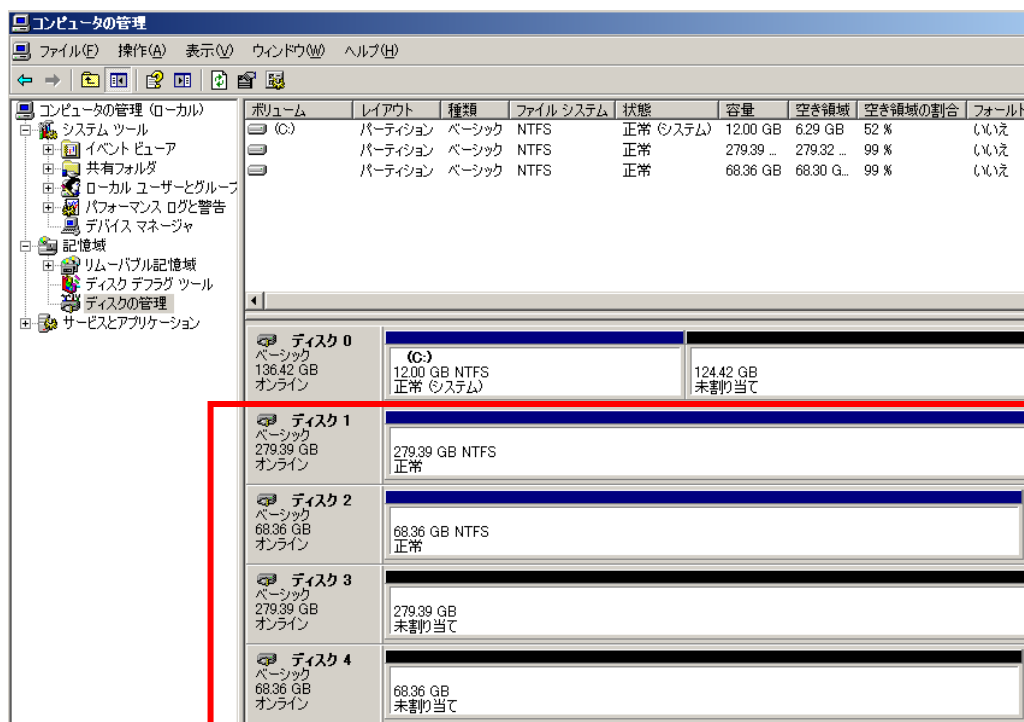 コンピュータの管理
ファイル(F) 操作(A) 表示(V) ウィンドウ(W) ヘルプ(H)
コンピュータの管理 (ローカル)
システム ツール
イベント ビューア
共有フォルダ
ローカル ユーザーとグループ
パフォーマンス ログと警告
デバイス マネージャ
記憶域
リムーバブル記憶域
ディスク デフラグ ツール
ディスクの管理
サービスとアプリケーション
ボリューム レイアウト 種類 ファイル システム 状態 容量 空き領域 空き領域の割合 フォールト
(C:) パーティション ベーシック NTFS 正常 (システム) 12.00 GB 6.29 GB 52 % いいえ
パーティション ベーシック NTFS 正常 279.39 ... 279.32 ... 99 % いいえ
パーティション ベーシック NTFS 正常 68.36 GB 68.30 G... 99 % いいえ
ディスク 0
ベーシック
136.42 GB
オンライン
(C:)
12.00 GB NTFS
正常 (システム)
124.42 GB
未割り当て
ディスク 1
ベーシック
279.39 GB
オンライン
279.39 GB NTFS
正常
ディスク 2
ベーシック
68.36 GB
オンライン
68.36 GB NTFS
正常
ディスク 3
ベーシック
279.39 GB
オンライン
279.39 GB
未割り当て
ディスク 4
ベーシック
68.36 GB
オンライン
68.36 GB
未割り当て